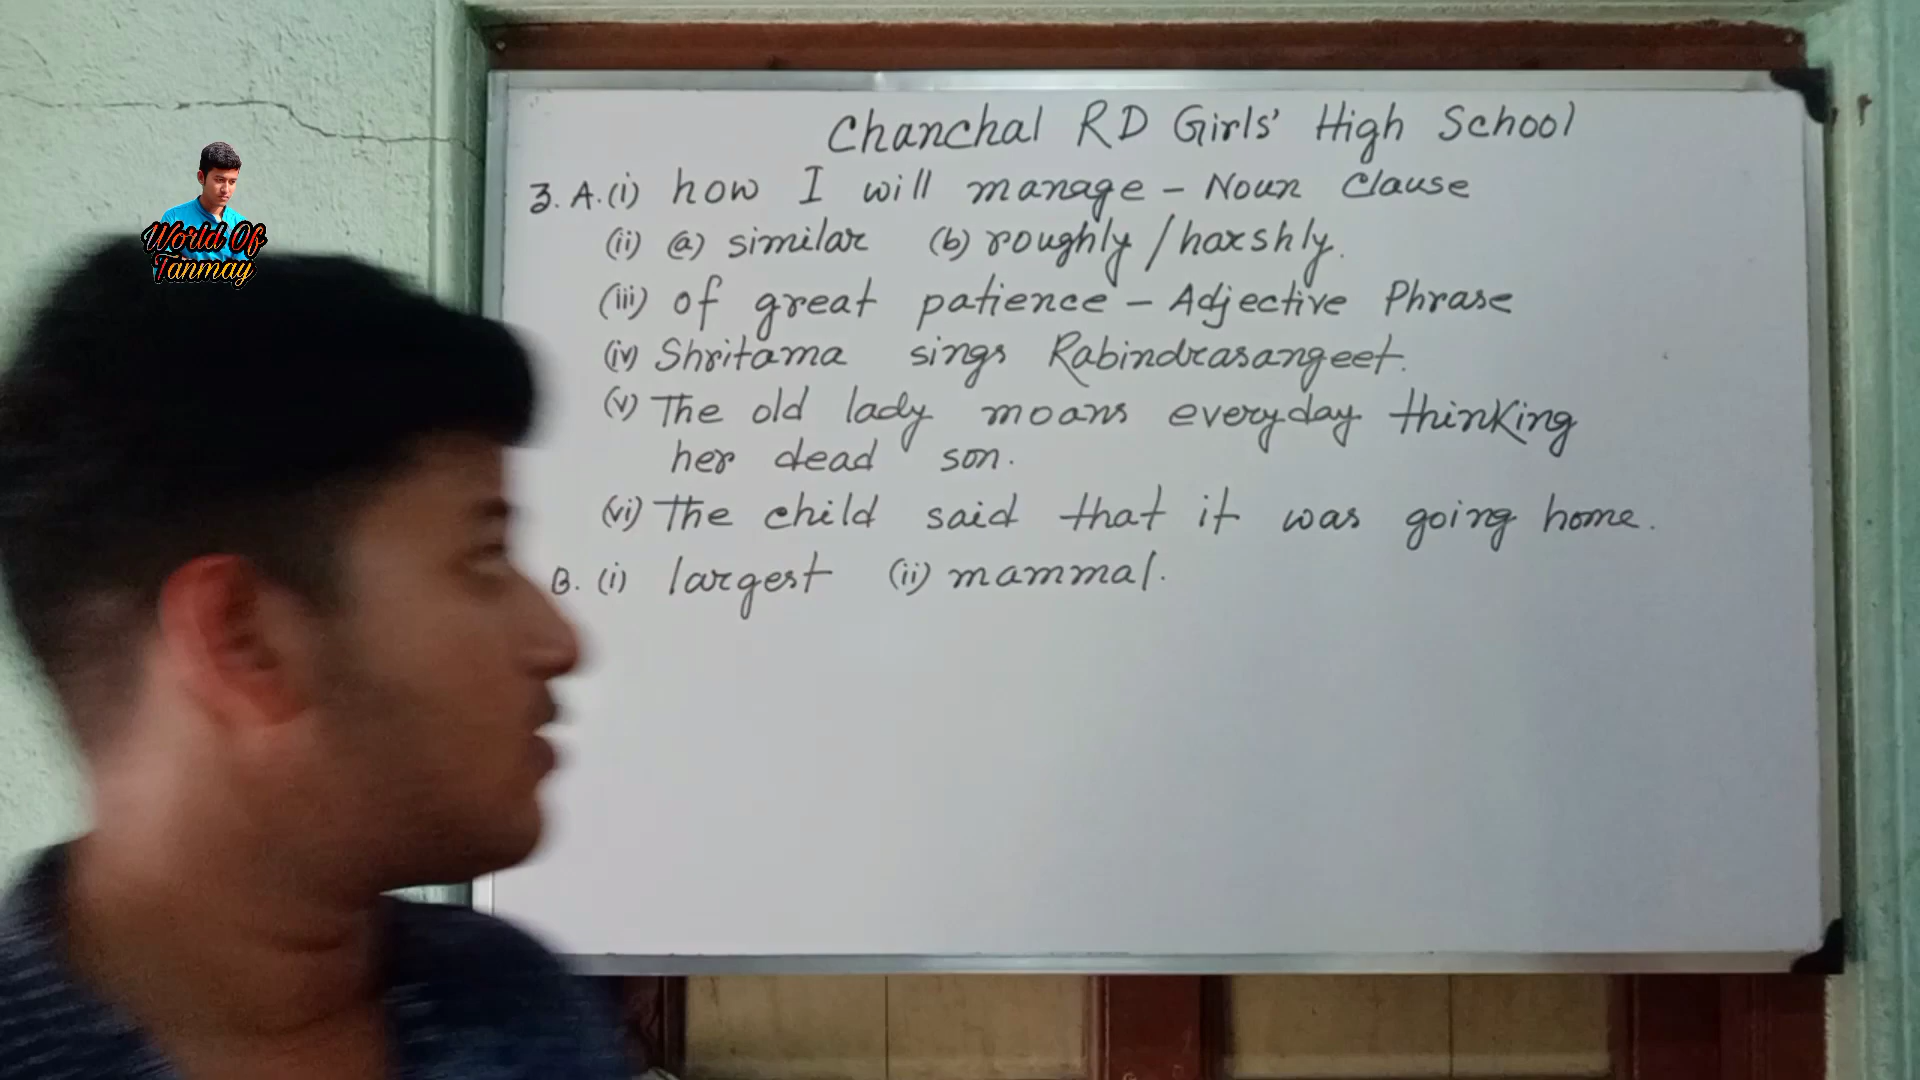 World Of
Tanmay
Chanchal RD Girls' High School
3. A. (i) how I will manage - Noun Clause
(ii) (a) similar (b) roughly / harshly.
(iii) of great patience - Adjective Phrase
(iv) Shritama sings Rabindrasangeet.
(v) The old lady moans everyday thinking
her dead son.
(vi) The child said that it was going home.
B. (i) largest (ii) mammal.